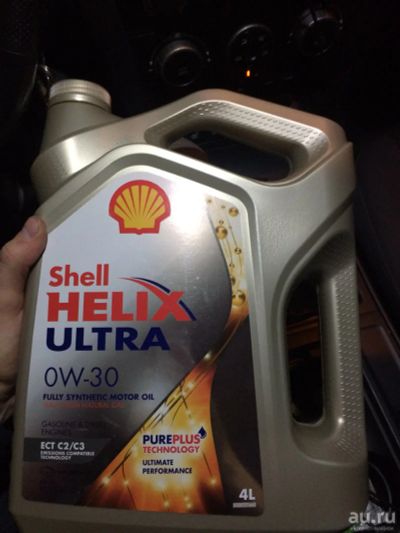 Shell
HELIX
ULTRA
0W-30
FULLY SYNTHETIC MOTOR OIL
GASOLINE & DIESEL
ENGINES
ECT C2/C3
EMISSIONS COMPATIBLE
TECHNOLOGY
PUREPLUS
TECHNOLOGY
ULTIMATE
PERFORMANCE
4L
au.ru